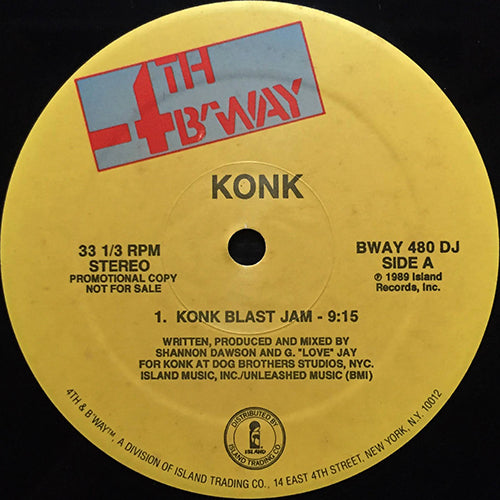 4TH
B'WAY
KONK
33 1/3 RPM
STEREO
PROMOTIONAL COPY
NOT FOR SALE
BWAY 480 DJ
SIDE A
℗ 1989 Island
Records, Inc.
1. KONK BLAST JAM - 9:15
WRITTEN, PRODUCED AND MIXED BY
SHANNON DAWSON AND G. "LOVE" JAY
FOR KONK AT DOG BROTHERS STUDIOS, NYC.
ISLAND MUSIC, INC./UNLEASHED MUSIC (BMI)
DISTRIBUTED BY
ISLAND
ISLAND TRADING CO.
4TH & B'WAY™, A DIVISION OF ISLAND TRADING CO., 14 EAST 4TH STREET, NEW YORK, N.Y. 10012